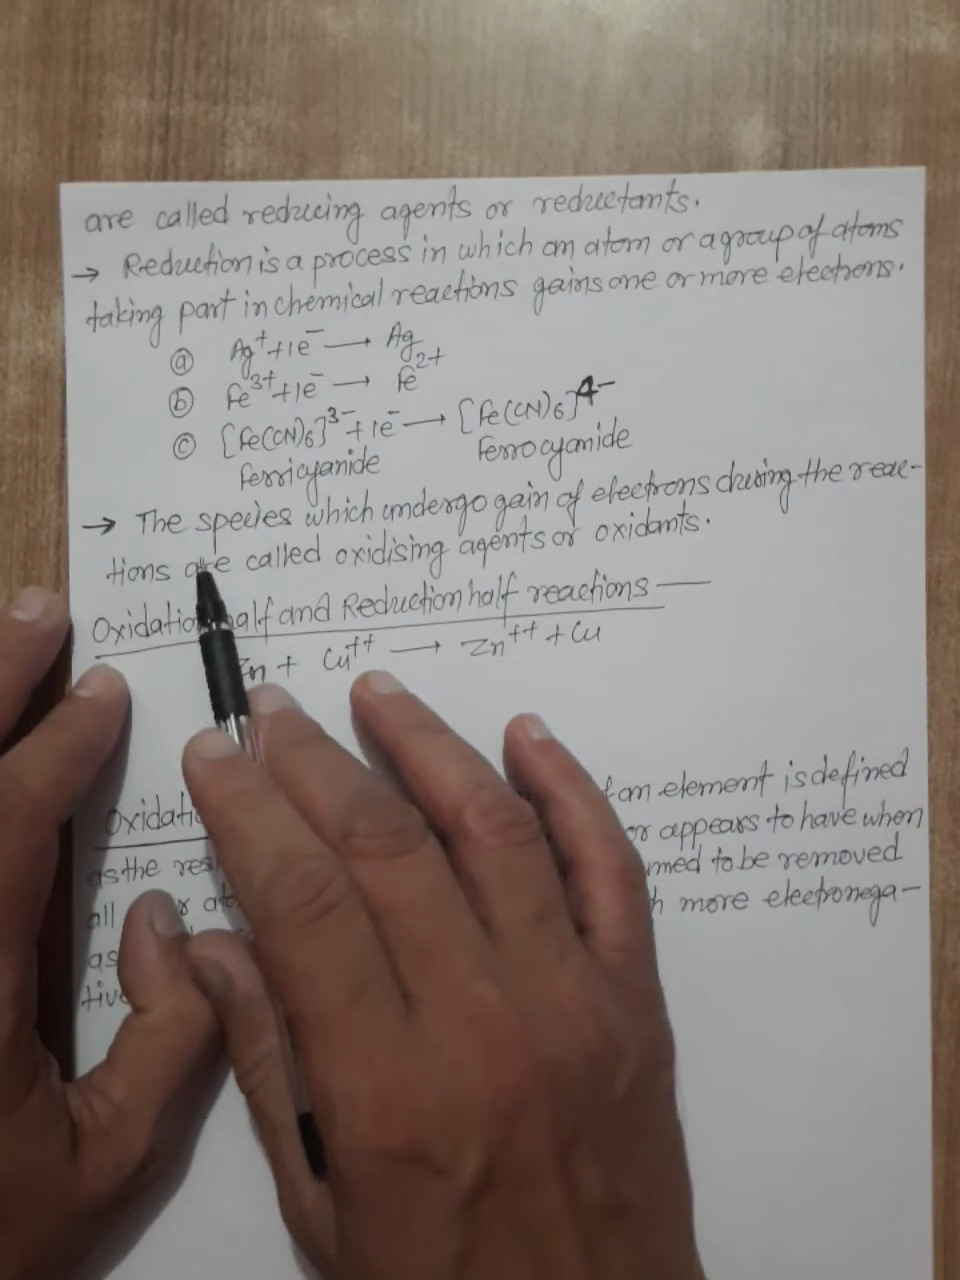 are called reducing agents or reductants.
→ Reduction is a process in which an atom or a group of atoms
taking part in chemical reactions gains one or more electrons.
ⓐ Ag⁺+1e⁻ → Ag
ⓑ Fe³⁺+1e⁻ → Fe²⁺
ⓒ [Fe(CN)6]³⁻+1e⁻ → [Fe(CN)6]⁴⁻
ferricyanide ferrocyanide
→ The species which undergo gain of electrons during the reac-
tions are called oxidising agents or oxidants.
Oxidation half and Reduction half reactions —
Zn + Cu⁺⁺ → Zn⁺⁺ + Cu
an element is defined
or appears to have when
as the to be removed
all more electronega-
as